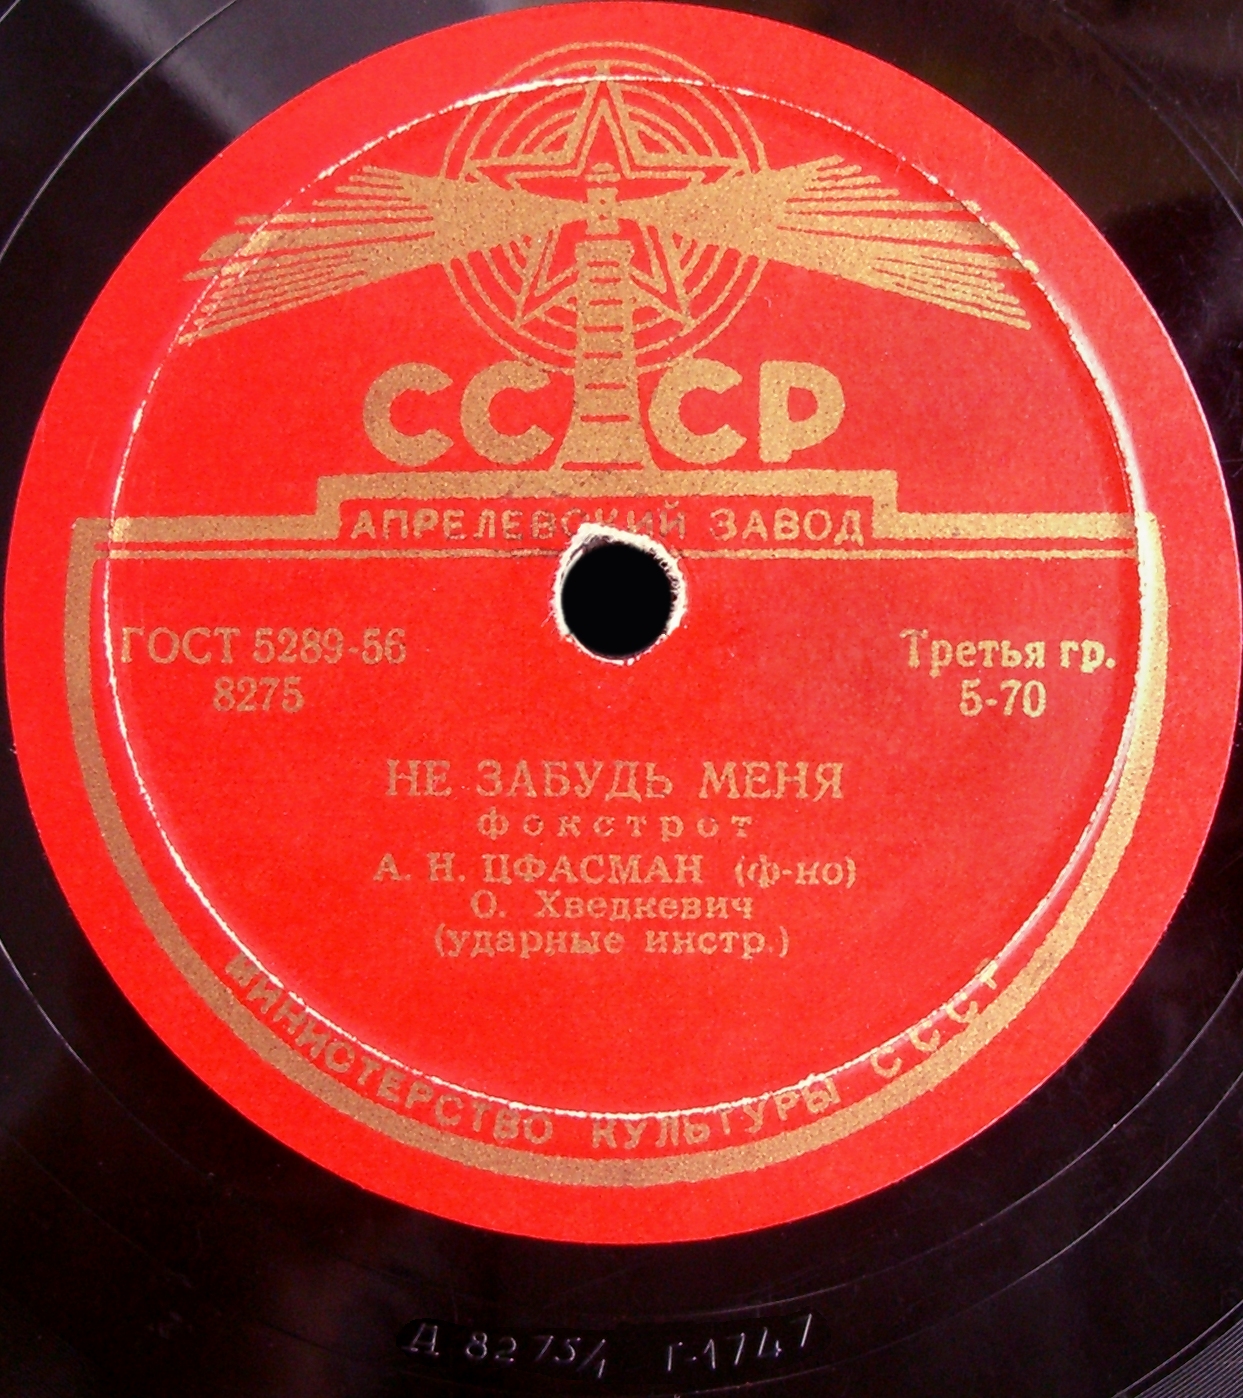 СССР
АПРЕЛЕВСКИЙ ЗАВОД
ГОСТ 5289-56
8275
Третья гр.
5-70
НЕ ЗАБУДЬ МЕНЯ
фокстрот
А. Н. ЦФАСМАН (ф-но)
О. Хведкевич
(ударные инстр.)
МИНИСТЕРСТВО КУЛЬТУРЫ СССР
Д 8275/1 Г-1747